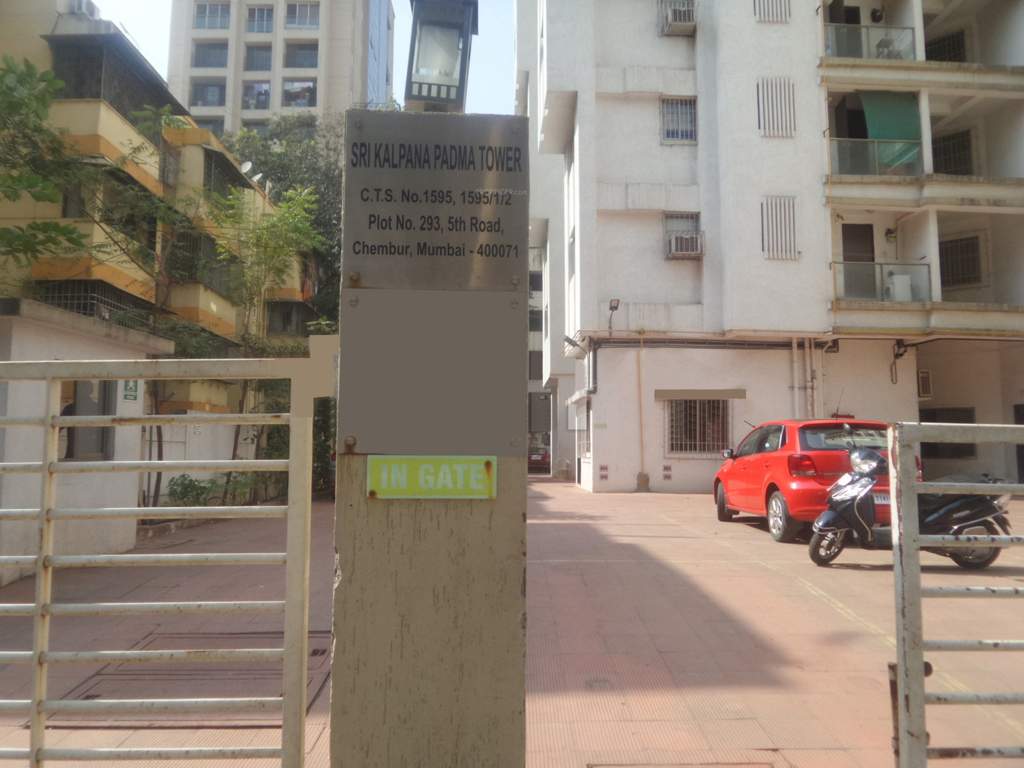 SRI KALPANA PADMA TOWER
C.T.S. No.1595, 1595/1/2
Plot No. 293, 5th Road,
Chembur, Mumbai - 400071
IN GATE